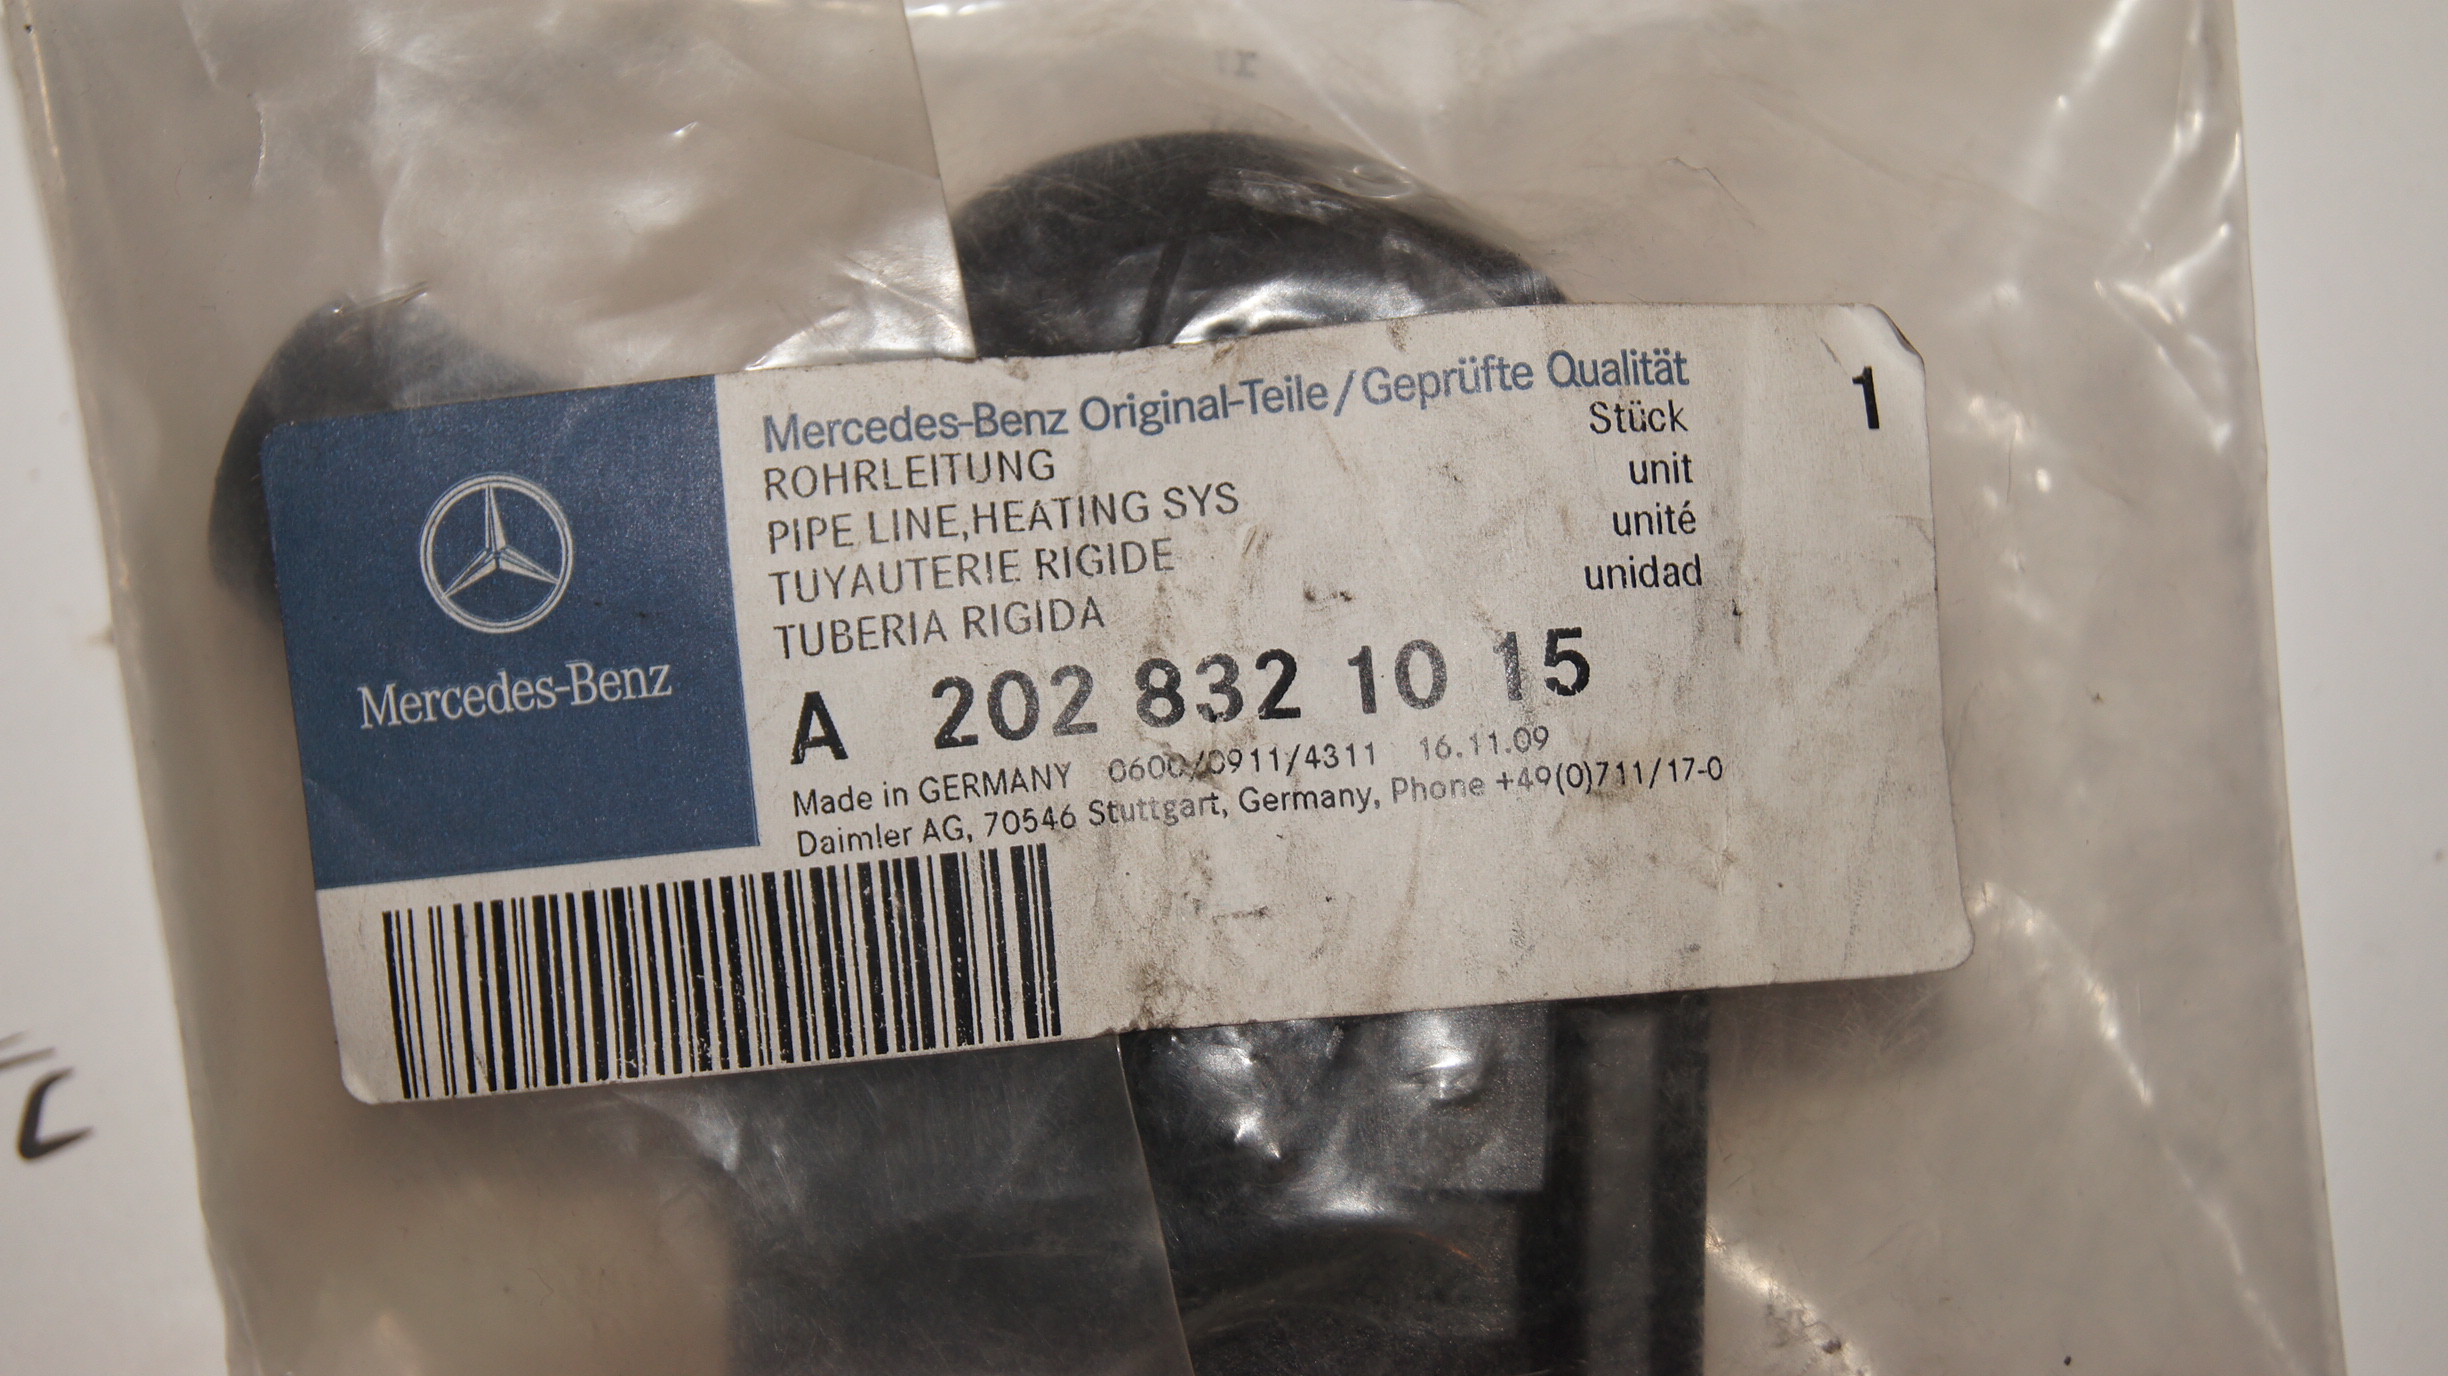 Mercedes-Benz Original-Teile/Geprüfte Qualität
Stück 1
ROHRLEITUNG
unit
PIPE LINE,HEATING SYS
unité
TUYAUTERIE RIGIDE
unidad
TUBERIA RIGIDA
Mercedes-Benz
A 202 832 10 15
Made in GERMANY 0600/0911/4311 16.11.09
Daimler AG, 70546 Stuttgart, Germany, Phone +49(0)711/17-0